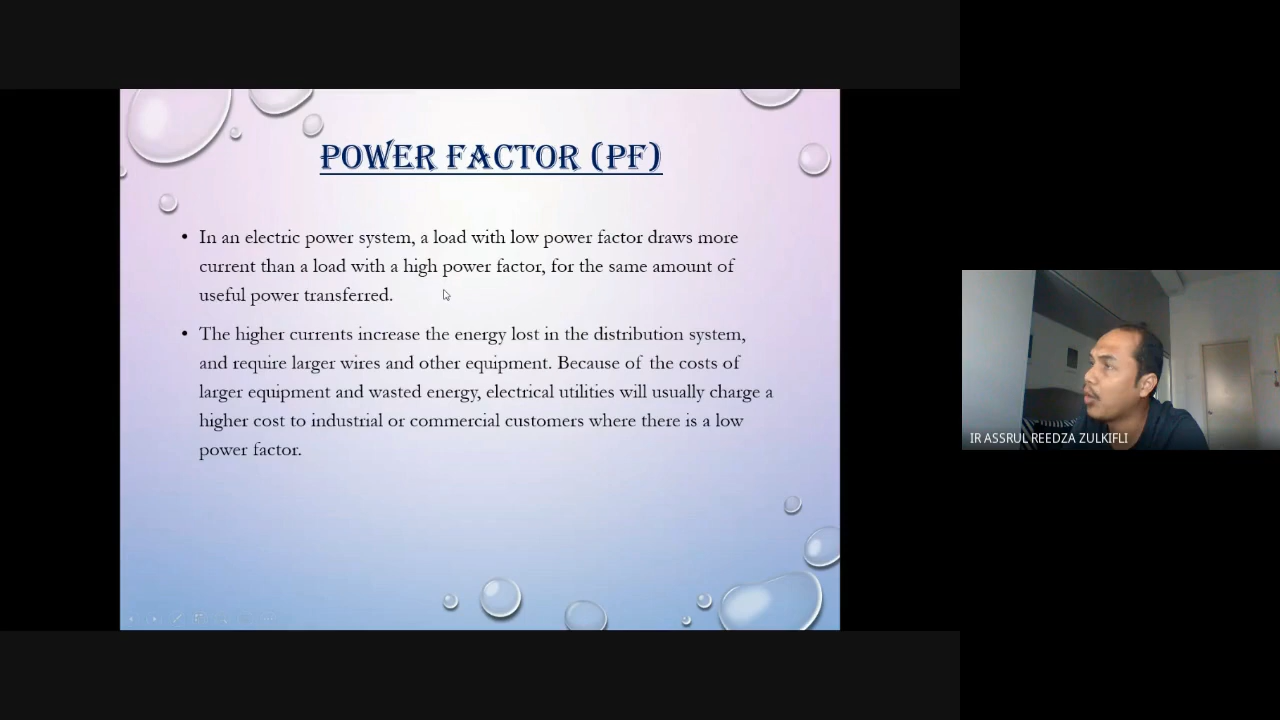 POWER FACTOR (PF)
• In an electric power system, a load with low power factor draws more
current than a load with a high power factor, for the same amount of
useful power transferred.
• The higher currents increase the energy lost in the distribution system,
and require larger wires and other equipment. Because of the costs of
larger equipment and wasted energy, electrical utilities will usually charge a
higher cost to industrial or commercial customers where there is a low
power factor.
IR ASSRUL REEDZA ZULKIFLI